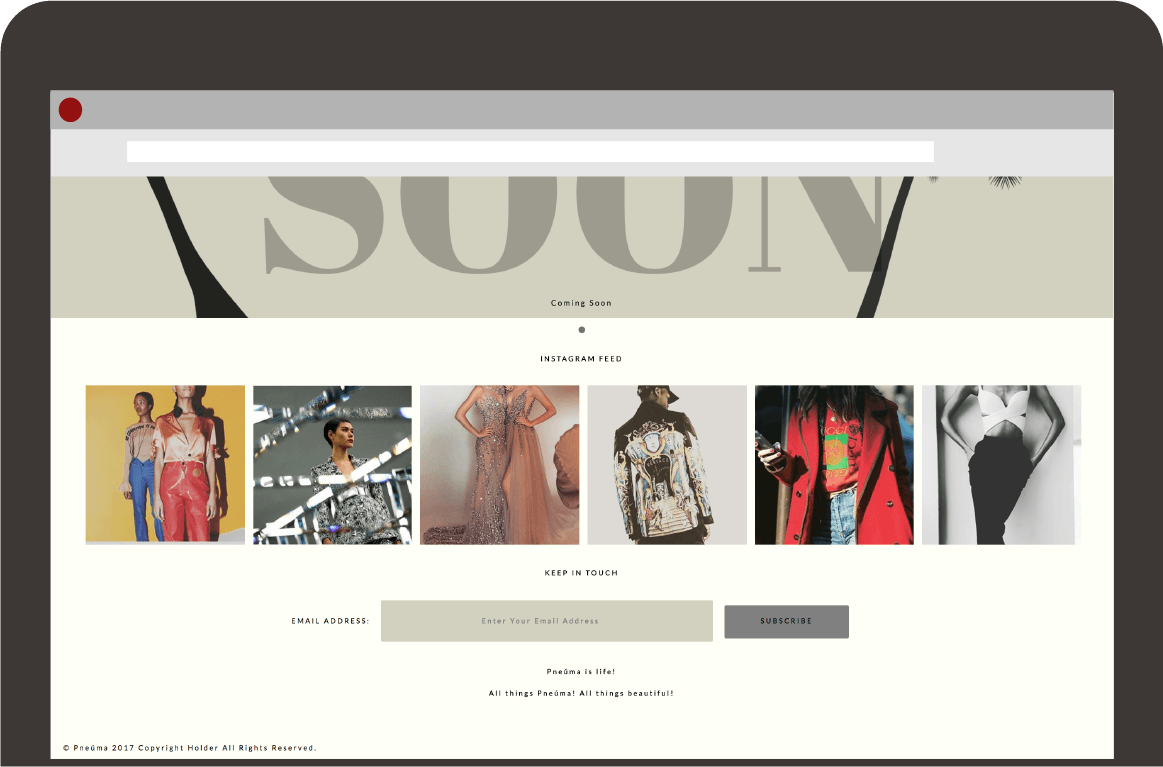 SOON
Coming Soon
INSTAGRAM FEED
KEEP IN TOUCH
EMAIL ADDRESS:
Enter Your Email Address
SUBSCRIBE
Pneúma is life!
All things Pneúma! All things beautiful!
© Pneúma 2017 Copyright Holder All Rights Reserved.